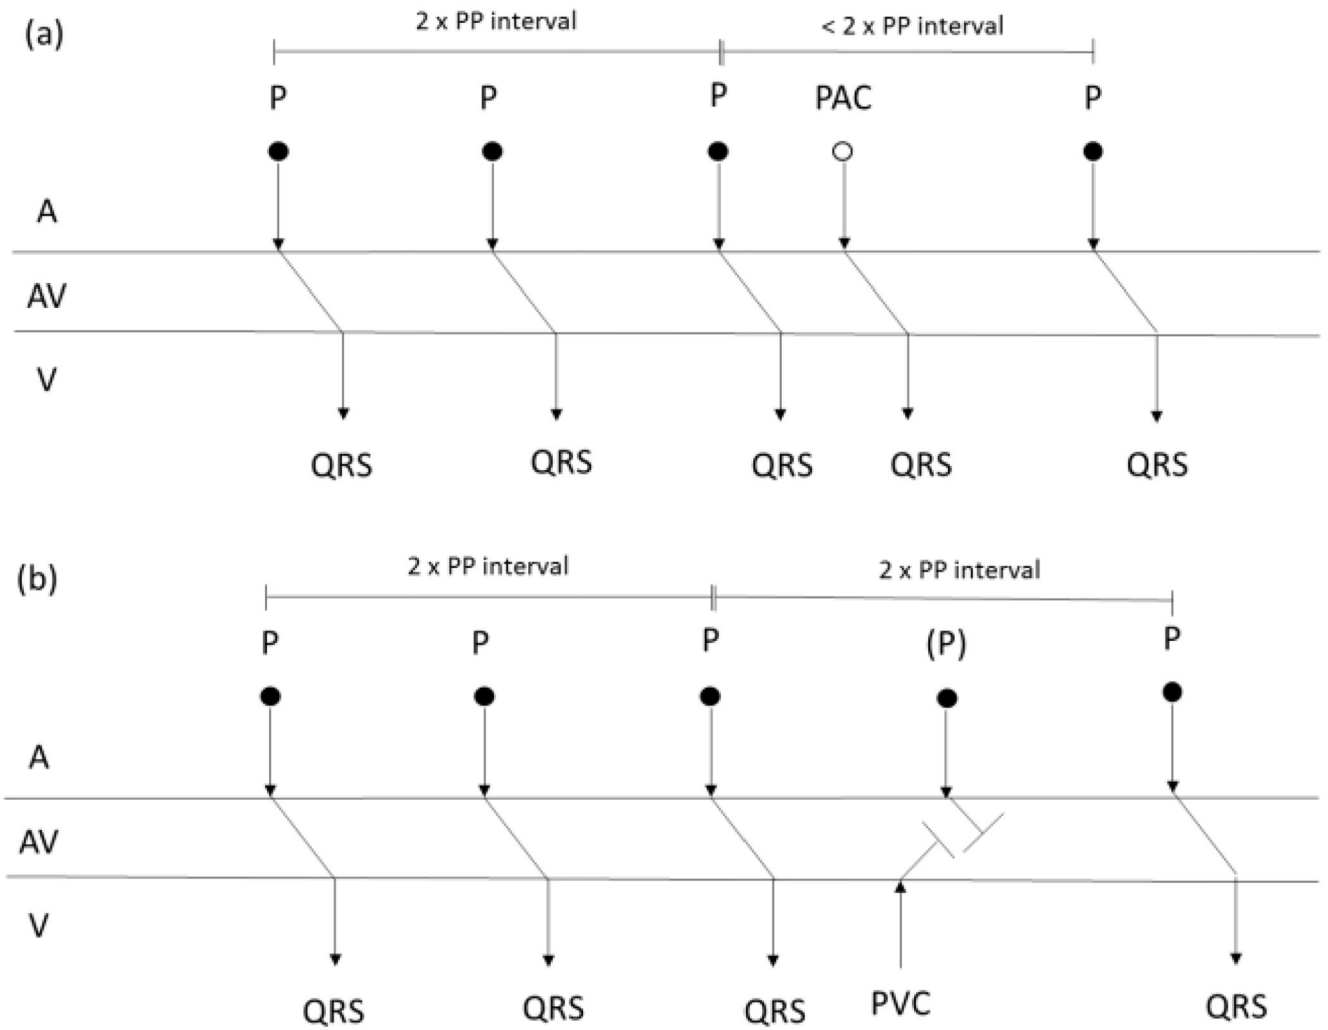 (a)
2 x PP interval
< 2 x PP interval
P P P PAC P
A
AV
V
QRS QRS QRS QRS QRS
(b)
2 x PP interval
2 x PP interval
P P P (P) P
A
AV
V
QRS QRS QRS PVC QRS